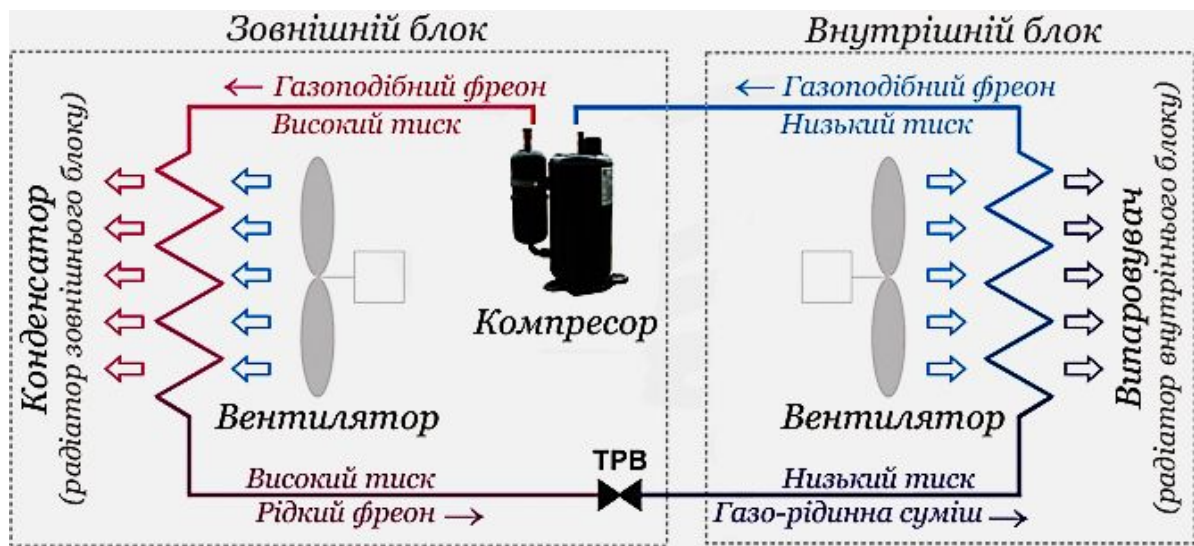 Зовнішній блок
Внутрішній блок
← Газоподібний фреон
Високий тиск
← Газоподібний фреон
Низький тиск
Конденсатор
(радіатор зовнішнього блоку)
Компресор
Вентилятор
Вентилятор
Випаровувач
(радіатор внутріннього блоку)
ТРВ
Високий тиск
Рідкий фреон →
Низький тиск
Газо-рідинна суміш →